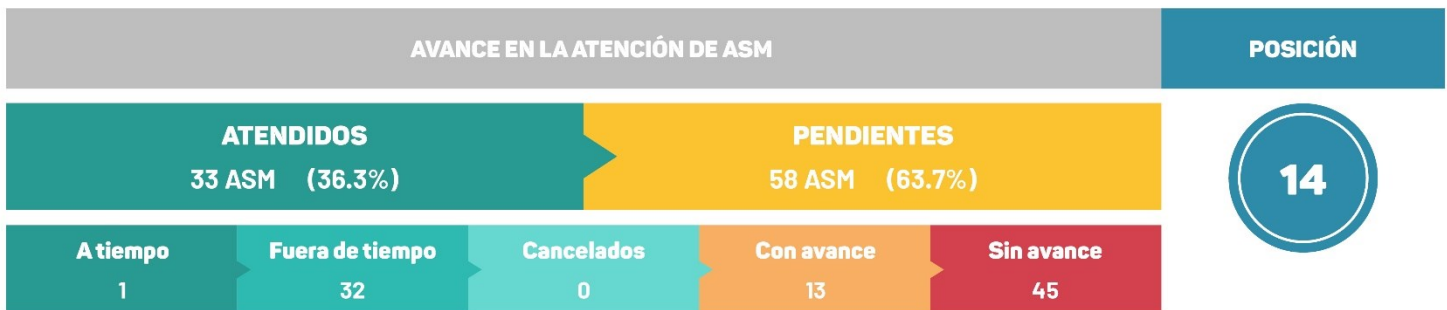 AVANCE EN LA ATENCIÓN DE ASM
POSICIÓN
ATENDIDOS
33 ASM (36.3%)
PENDIENTES
58 ASM (63.7%)
14
A tiempo
1
Fuera de tiempo
32
Cancelados
0
Con avance
13
Sin avance
45